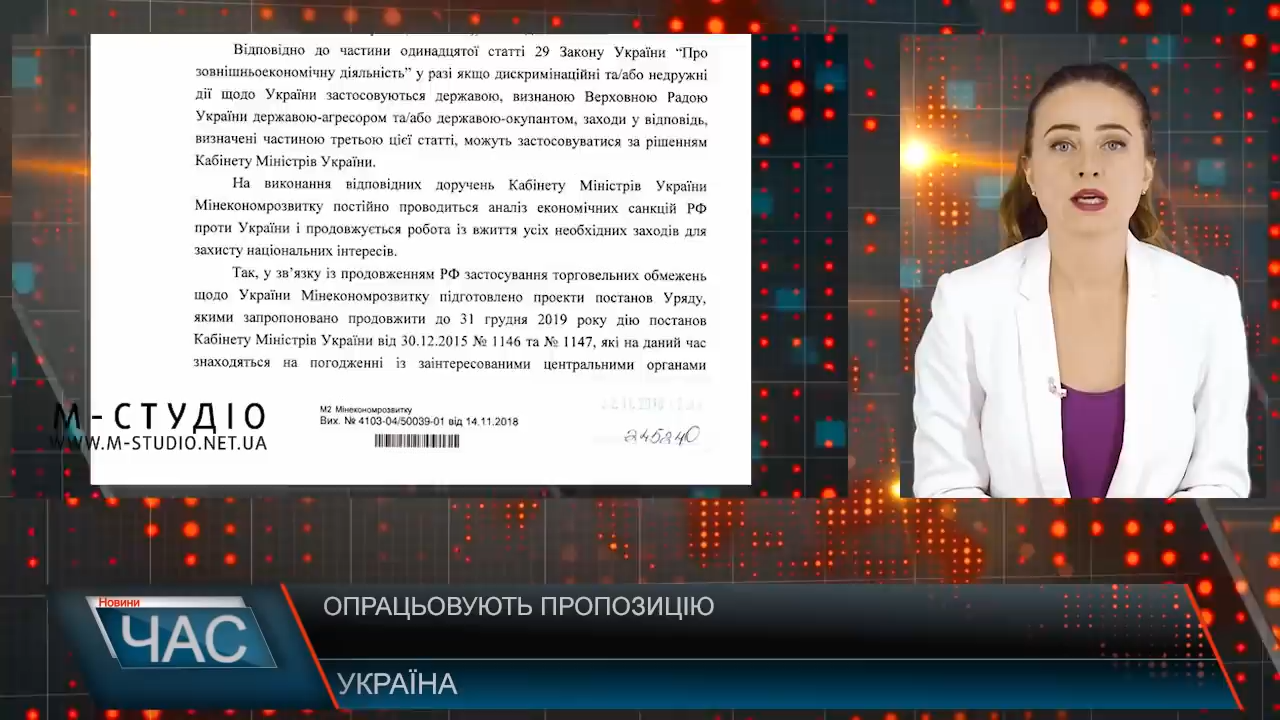 Відповідно до частини одинадцятої статті 29 Закону України “Про
зовнішньоекономічну діяльність” у разі якщо дискримінаційні та/або недружні
дії щодо України застосовуються державою, визнаною Верховною Радою
України державою-агресором та/або державою-окупантом, заходи у відповідь,
визначені частиною третьою цієї статті, можуть застосовуватися за рішенням
Кабінету Міністрів України.
На виконання відповідних доручень Кабінету Міністрів України
Мінекономрозвитку постійно проводиться аналіз економічних санкцій РФ
проти України і продовжується робота із вжиття усіх необхідних заходів для
захисту національних інтересів.
Так, у зв’язку із продовженням РФ застосування торговельних обмежень
щодо України Мінекономрозвитку підготовлено проекти постанов Уряду,
якими запропоновано продовжити до 31 грудня 2019 року дію постанов
Кабінету Міністрів України від 30.12.2015 № 1146 та № 1147, які на даний час
знаходяться на погодженні із заінтересованими центральними органами
М2 Мінекономрозвитку
Вих. № 4103-04/50039-01 від 14.11.2018
245240
М-СТУДІО
WWW.M-STUDIO.NET.UA
Новини
ЧАС
ОПРАЦЬОВУЮТЬ ПРОПОЗИЦІЮ
УКРАЇНА